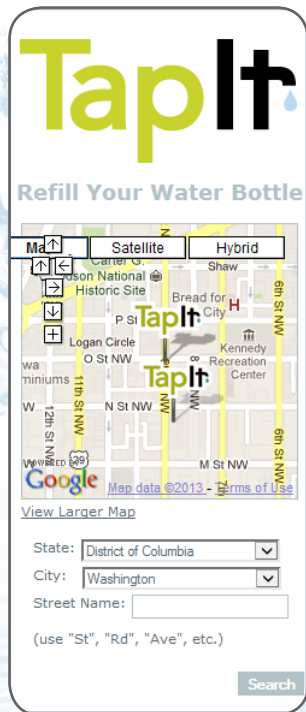 TapIt
Refill Your Water Bottle
Satellite
Hybrid
Carter G.
National
Historic Site
Shaw
6th St NW
Bread for
City
H
P St
TapIt
Logan Circle
O St NW
Kennedy
Recreation
Center
TapIt
11th St NW
12th St NW
N St NW
6th St NW
M St NW
POWERED BY
Google
Map data ©2013 - Terms of Use
View Larger Map
State: District of Columbia
City: Washington
Street Name:
(use "St", "Rd", "Ave", etc.)
Search